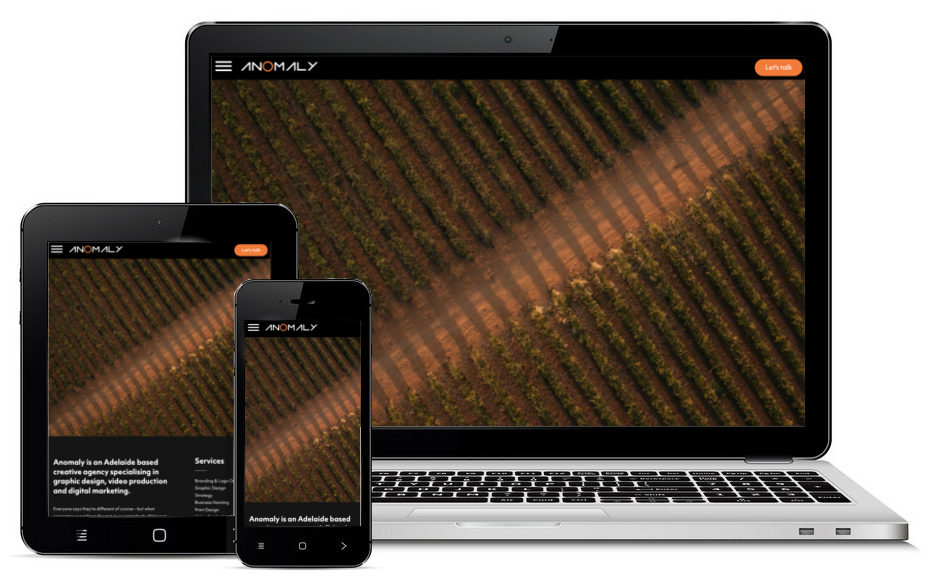 ANOMALY
Let's talk
ANOMALY
Let's talk
Anomaly is an Adelaide based
creative agency specialising in
graphic design, video production
and digital marketing.
Everyone says they're different of course - but what
Services
Branding & Logo
Graphic Design
Strategy
Business Naming
Print Design
ANOMALY
Anomaly is an Adelaide based